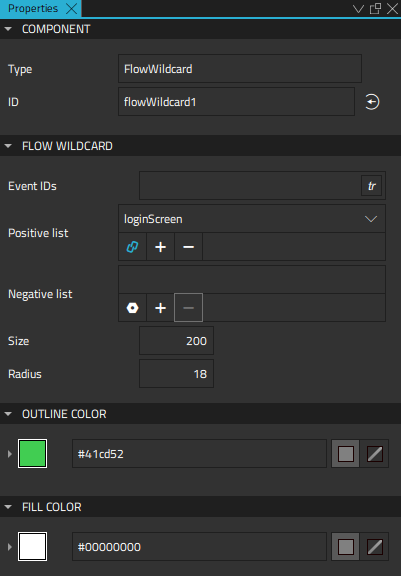 Properties
COMPONENT
Type FlowWildcard
ID flowWildcard1
FLOW WILDCARD
Event IDs tr
Positive list loginScreen
Negative list
Size 200
Radius 18
OUTLINE COLOR
#41cd52
FILL COLOR
#00000000